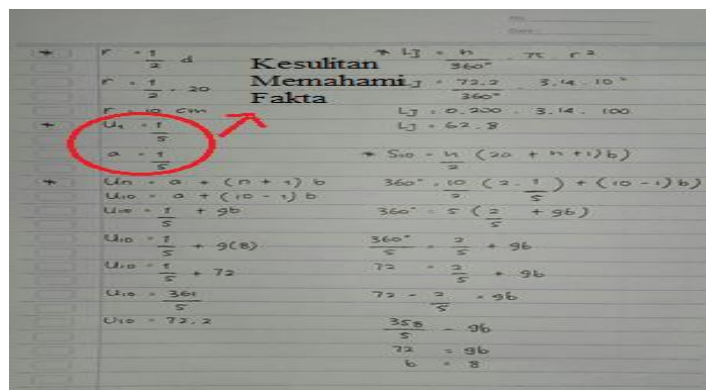 * r = 1/2 d
r = 1/2 . 20
r = 10 cm
* U₁ = 1/5
a = 1/5
* Un = a + (n + 1) b
U₁₀ = a + (10 - 1) b
U₁₀ = 1/5 + 9b
U₁₀ = 1/5 + 9(8)
U₁₀ = 1/5 + 72
U₁₀ = 361/5
U₁₀ = 72.2
Kesulitan
Memahami
Fakta
* LJ = n/360° π r²
LJ = 72.2/360° 3,14 . 10²
LJ = 0.200 . 3,14 . 100
LJ = 62.8
* S₁₀ = n/2 (2a + n + 1) b)
360° = 10/2 (2 . 1/5) + (10 - 1) b)
360° = 5 (2/5 + 9b)
360°/5 = 2/5 + 9b
72 = 2/5 + 9b
72 - 2/5 = 9b
358/5 = 9b
72 = 9b
b = 8